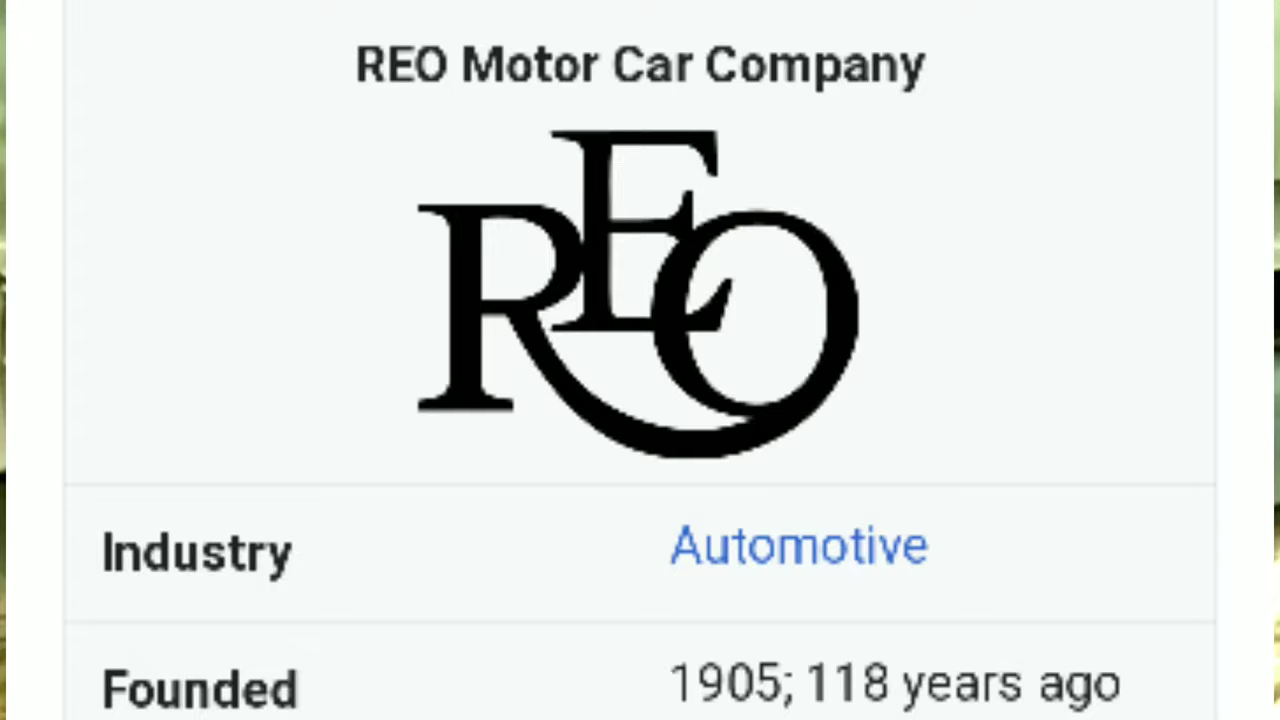 REO Motor Car Company
REO
Industry Automotive
Founded 1905; 118 years ago